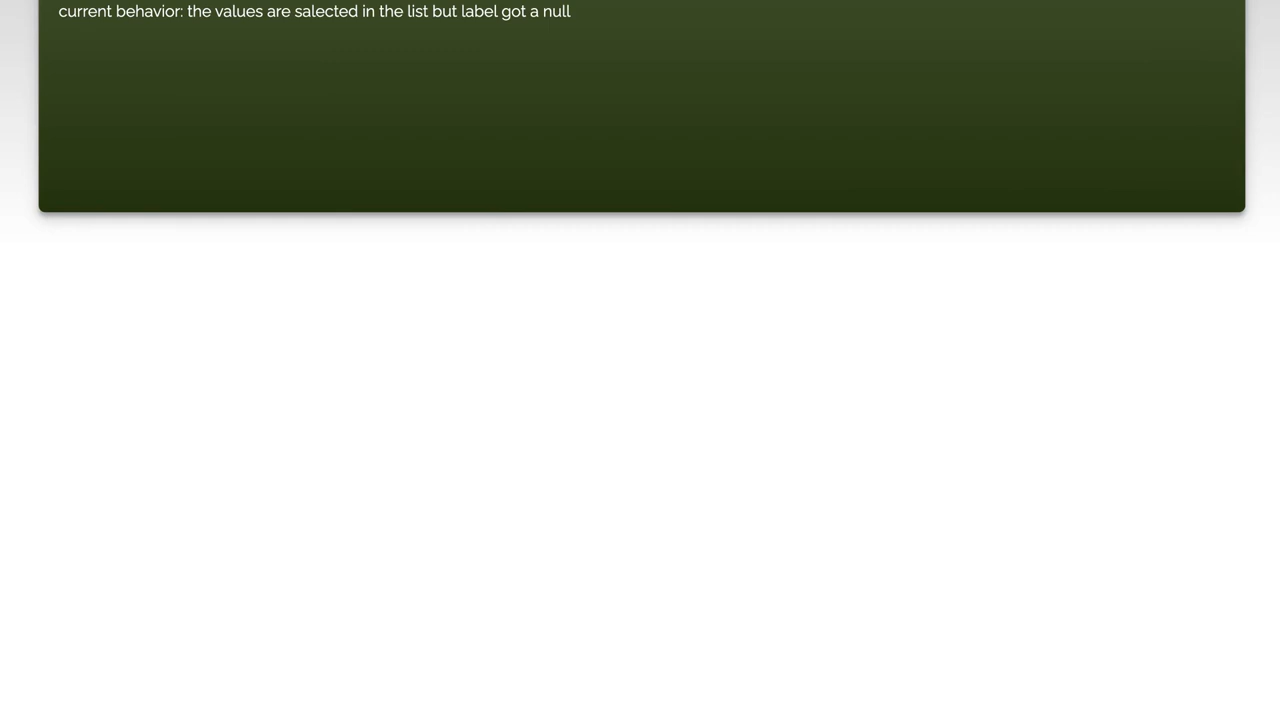 current behavior: the values are salected in the list but label got a null